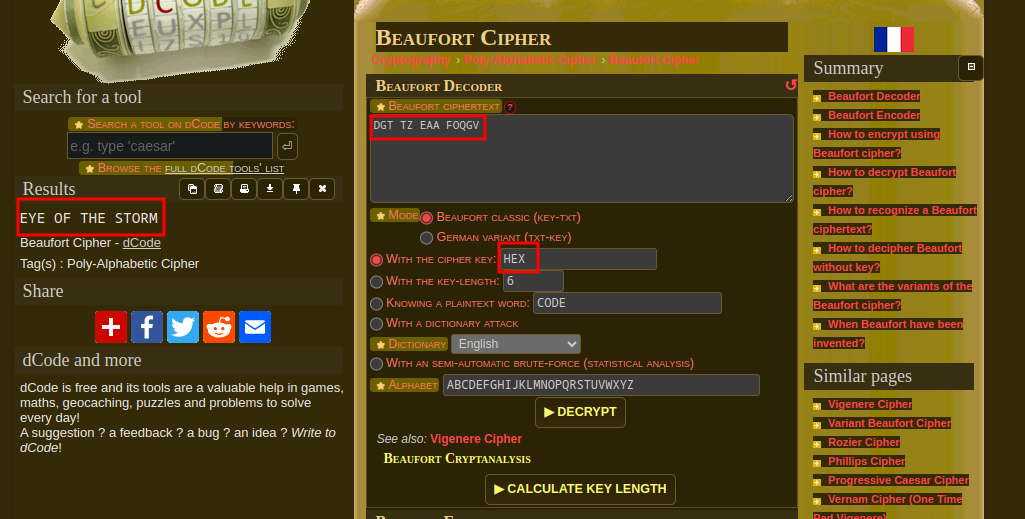 DCODE
EUXPL
Search for a tool
Search a tool on dCode by keywords:
e.g. type 'caesar'
Browse the full dCode tools' list
Results
EYE OF THE STORM
Beaufort Cipher - dCode
Tag(s) : Poly-Alphabetic Cipher
Share
dCode and more
dCode is free and its tools are a valuable help in games,
maths, geocaching, puzzles and problems to solve
every day!
A suggestion ? a feedback ? a bug ? an idea ? Write to
dCode!
Beaufort Cipher
Cryptography › Poly-Alphabetic Cipher › Beaufort Cipher
Beaufort Decoder
Beaufort ciphertext ?
DGT TZ EAA FOQGV
Mode Beaufort classic (key-txt)
German variant (txt-key)
With the cipher key: HEX
With the key-length: 6
Knowing a plaintext word: CODE
With a dictionary attack
Dictionary English
With an semi-automatic brute-force (statistical analysis)
Alphabet ABCDEFGHIJKLMNOPQRSTUVWXYZ
▶ DECRYPT
See also: Vigenere Cipher
Beaufort Cryptanalysis
▶ CALCULATE KEY LENGTH
Summary
Beaufort Decoder
Beaufort Encoder
How to encrypt using
Beaufort cipher?
How to decrypt Beaufort
cipher?
How to recognize a Beaufort
ciphertext?
How to decipher Beaufort
without key?
What are the variants of the
Beaufort cipher?
When Beaufort have been
invented?
Similar pages
Vigenere Cipher
Variant Beaufort Cipher
Rozier Cipher
Phillips Cipher
Progressive Caesar Cipher
Vernam Cipher (One Time
Pad Vigenere)